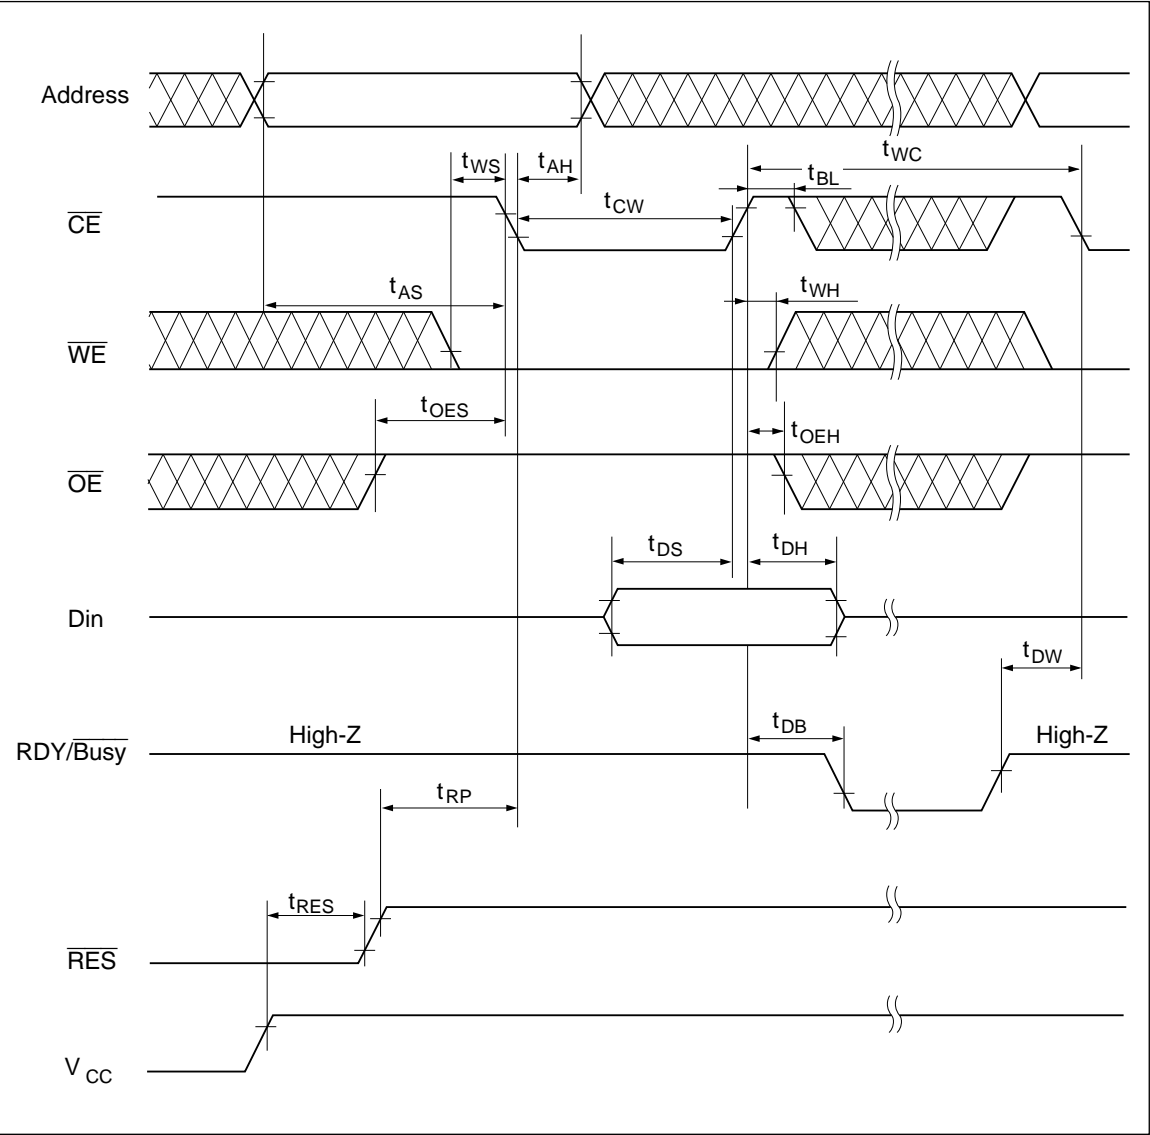 Address
tWS
tAH
tWC
tBL
CE
tCW
tAS
tWH
WE
tOES
tOEH
OE
tDS
tDH
Din
tDW
tDB
RDY/Busy
High-Z
High-Z
tRP
tRES
RES
VCC